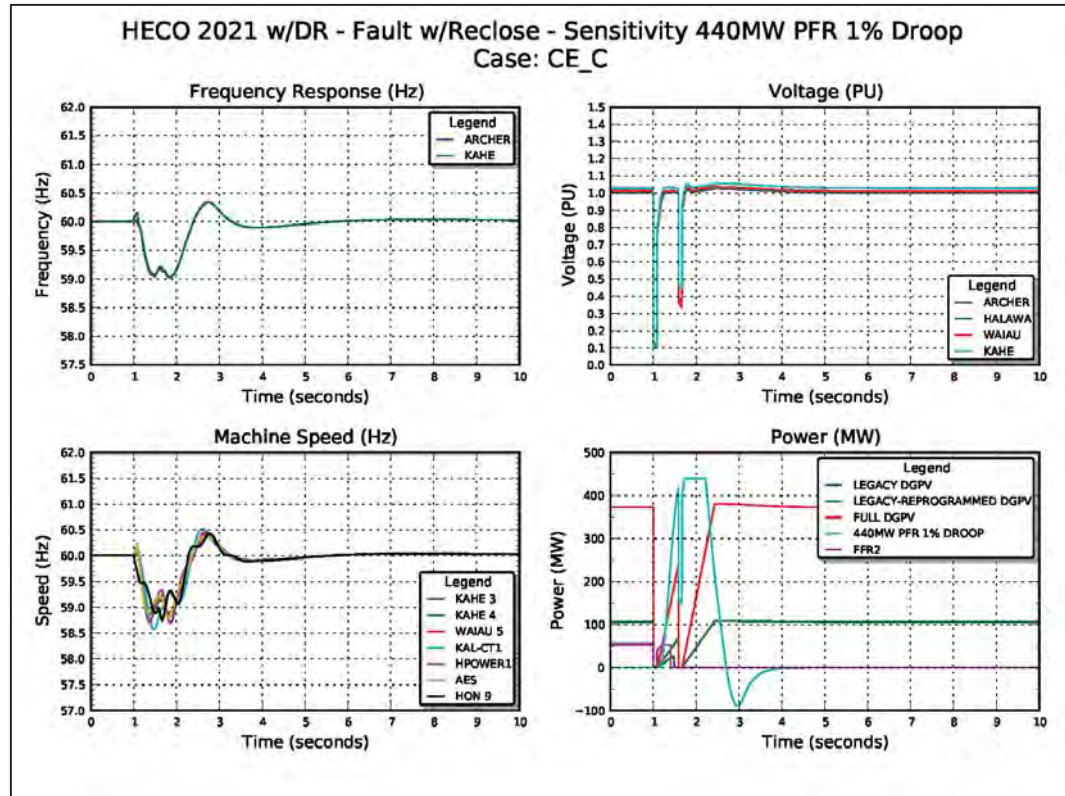 HECO 2021 w/DR - Fault w/Reclose - Sensitivity 440MW PFR 1% Droop
Case: CE_C
Frequency Response (Hz)
62.0
61.5
61.0
60.5
60.0
59.5
59.0
58.5
58.0
57.5
Frequency (Hz)
Legend
ARCHER
KAHE
0 1 2 3 4 5 6 7 8 9 10
Time (seconds)
Voltage (PU)
1.5
1.4
1.3
1.2
1.1
1.0
0.9
0.8
0.7
0.6
0.5
0.4
0.3
0.2
0.1
0.0
Voltage (PU)
Legend
ARCHER
HALAWA
WAIAU
KAHE
0 1 2 3 4 5 6 7 8 9 10
Time (seconds)
Machine Speed (Hz)
62.0
61.5
61.0
60.5
60.0
59.5
59.0
58.5
58.0
57.5
57.0
Speed (Hz)
Legend
KAHE 3
KAHE 4
WAIAU 5
KAL-CT1
HPOWER1
AES
HON 9
0 1 2 3 4 5 6 7 8 9 10
Time (seconds)
Power (MW)
500
400
300
200
100
0
−100
Power (MW)
Legend
LEGACY DGPV
LEGACY-REPROGRAMMED DGPV
FULL DGPV
440MW PFR 1% DROOP
FFR2
0 1 2 3 4 5 6 7 8 9 10
Time (seconds)